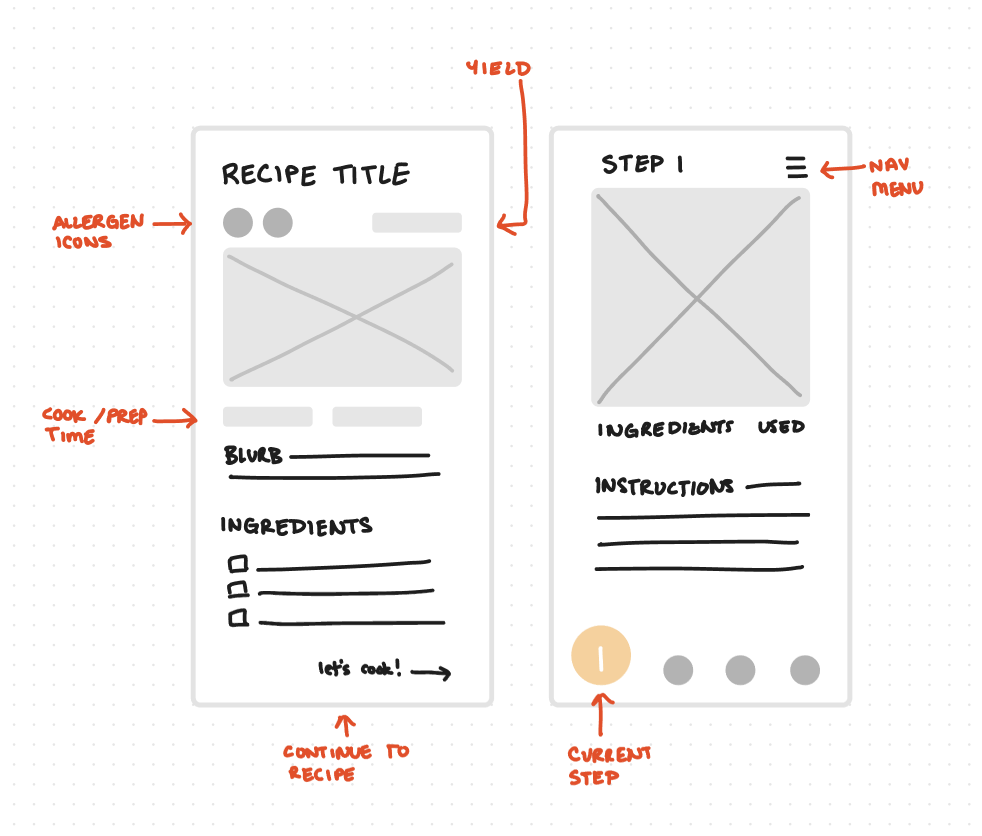 YIELD
RECIPE TITLE
ALLERGEN
ICONS
COOK / PREP
TIME
BLURB
INGREDIENTS
let's cook!
CONTINUE TO
RECIPE
STEP 1
NAV
MENU
INGREDIENTS USED
INSTRUCTIONS
1
CURRENT
STEP